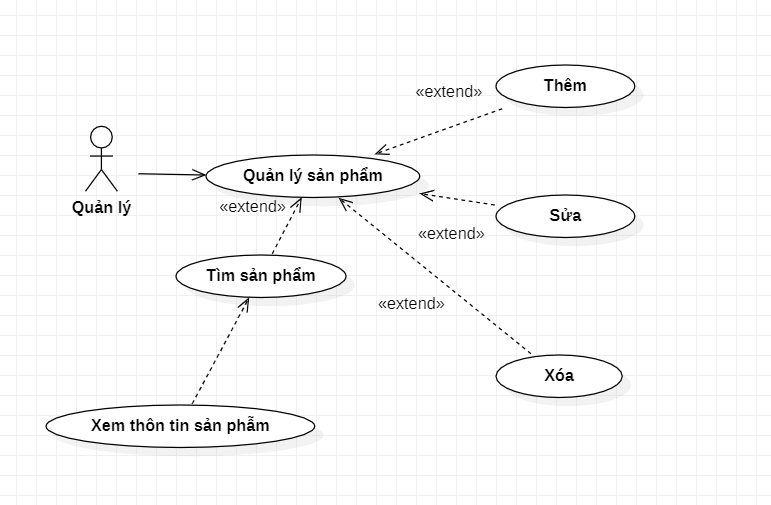 Thêm
«extend»
Quản lý sản phẩm
Quản lý
«extend»
Sửa
«extend»
Tìm sản phẩm
«extend»
Xóa
Xem thôn tin sản phẫm